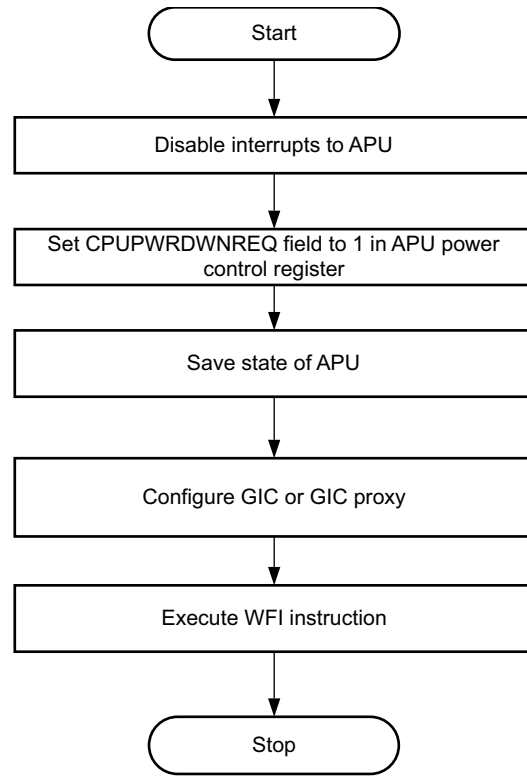 Start
Disable interrupts to APU
Set CPUPWRDWNREQ field to 1 in APU power
control register
Save state of APU
Configure GIC or GIC proxy
Execute WFI instruction
Stop